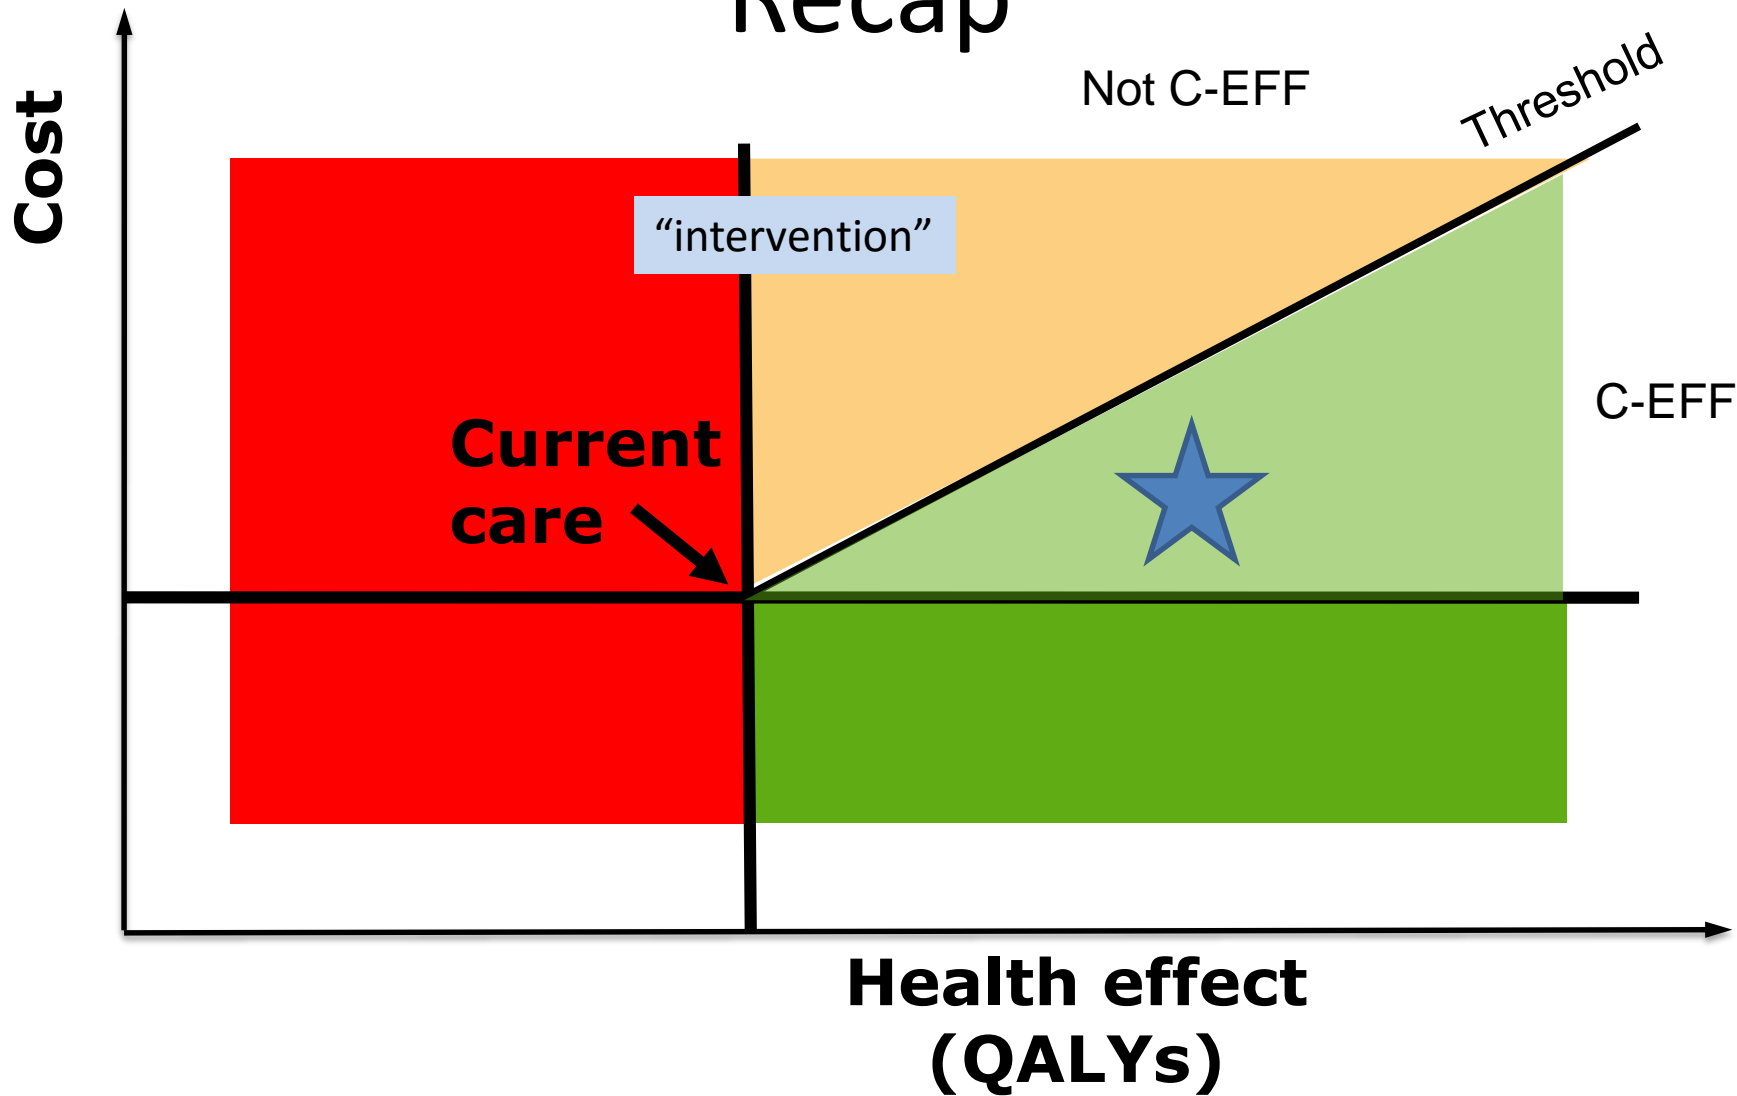 Recap
Cost
Not C-EFF
Threshold
“intervention”
C-EFF
Current
care
Health effect
(QALYs)